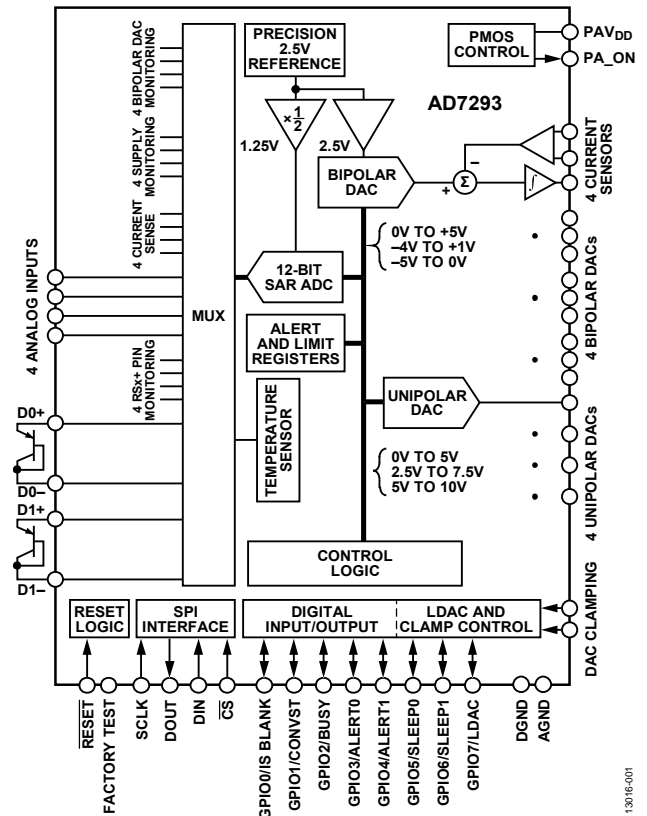 PRECISION
2.5V
REFERENCE
PMOS
CONTROL
PAVDD
PA_ON
AD7293
×1/2
1.25V
2.5V
BIPOLAR
DAC
+
−
Σ
∫
4 CURRENT
SENSORS
4 BIPOLAR DAC
MONITORING
4 SUPPLY
MONITORING
4 CURRENT
SENSE
0V TO +5V
–4V TO +1V
–5V TO 0V
4 BIPOLAR DACs
4 ANALOG INPUTS
MUX
12-BIT
SAR ADC
ALERT
AND LIMIT
REGISTERS
4 RSx+ PIN
MONITORING
TEMPERATURE
SENSOR
UNIPOLAR
DAC
0V TO 5V
2.5V TO 7.5V
5V TO 10V
4 UNIPOLAR DACs
D0+
D0–
D1+
D1–
CONTROL
LOGIC
RESET
LOGIC
SPI
INTERFACE
DIGITAL
INPUT/OUTPUT
LDAC AND
CLAMP CONTROL
DAC CLAMPING
RESET
FACTORY TEST
SCLK
DOUT
DIN
CS
GPIO0/IS BLANK
GPIO1/CONVST
GPIO2/BUSY
GPIO3/ALERT0
GPIO4/ALERT1
GPIO5/SLEEP0
GPIO6/SLEEP1
GPIO7/LDAC
DGND
AGND
13016-001